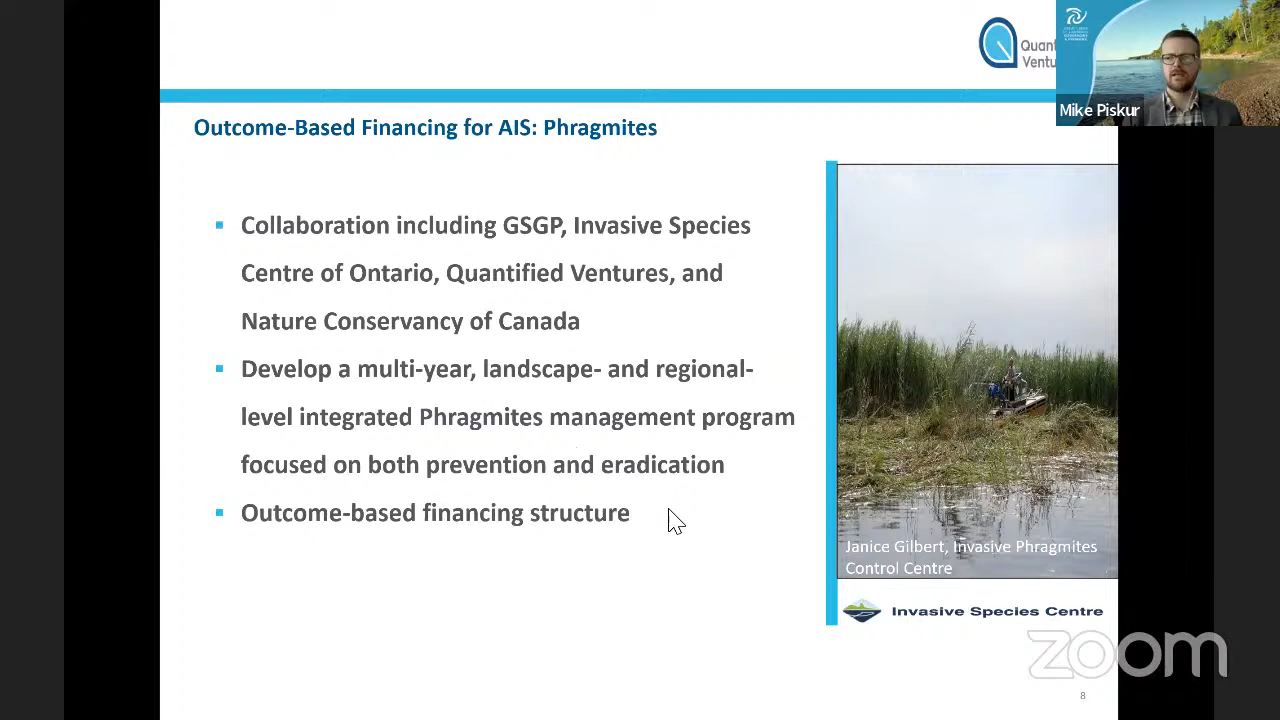 Quant
Ventu
Mike Piskur
Outcome-Based Financing for AIS: Phragmites
Collaboration including GSGP, Invasive Species
Centre of Ontario, Quantified Ventures, and
Nature Conservancy of Canada
Develop a multi-year, landscape- and regional-
level integrated Phragmites management program
focused on both prevention and eradication
Outcome-based financing structure
Janice Gilbert, Invasive Phragmites
Control Centre
Invasive Species Centre
zoom
8